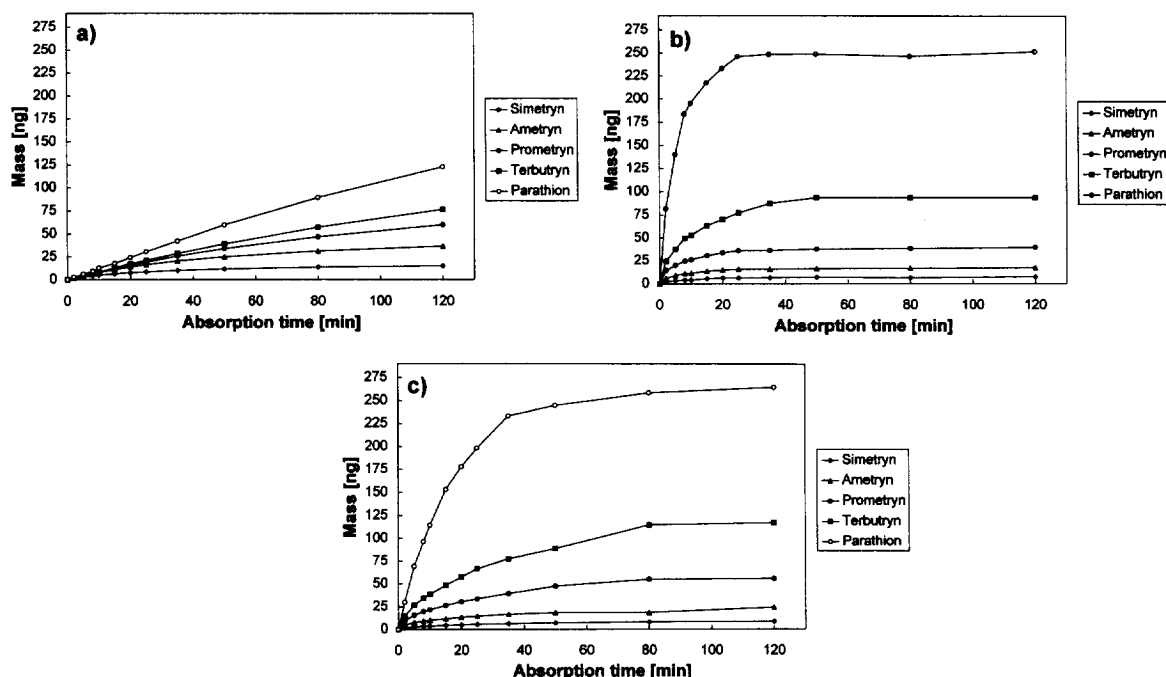 a)
Mass [ng]
275
250
225
200
175
150
125
100
75
50
25
0
0 20 40 60 80 100 120
Absorption time [min]
Simetryn
Ametryn
Prometryn
Terbutryn
Parathion
b)
Mass [ng]
275
250
225
200
175
150
125
100
75
50
25
0
0 20 40 60 80 100 120
Absorption time [min]
Simetryn
Ametryn
Prometryn
Terbutryn
Parathion
c)
Mass [ng]
275
250
225
200
175
150
125
100
75
50
25
0
0 20 40 60 80 100 120
Absorption time [min]
Simetryn
Ametryn
Prometryn
Terbutryn
Parathion